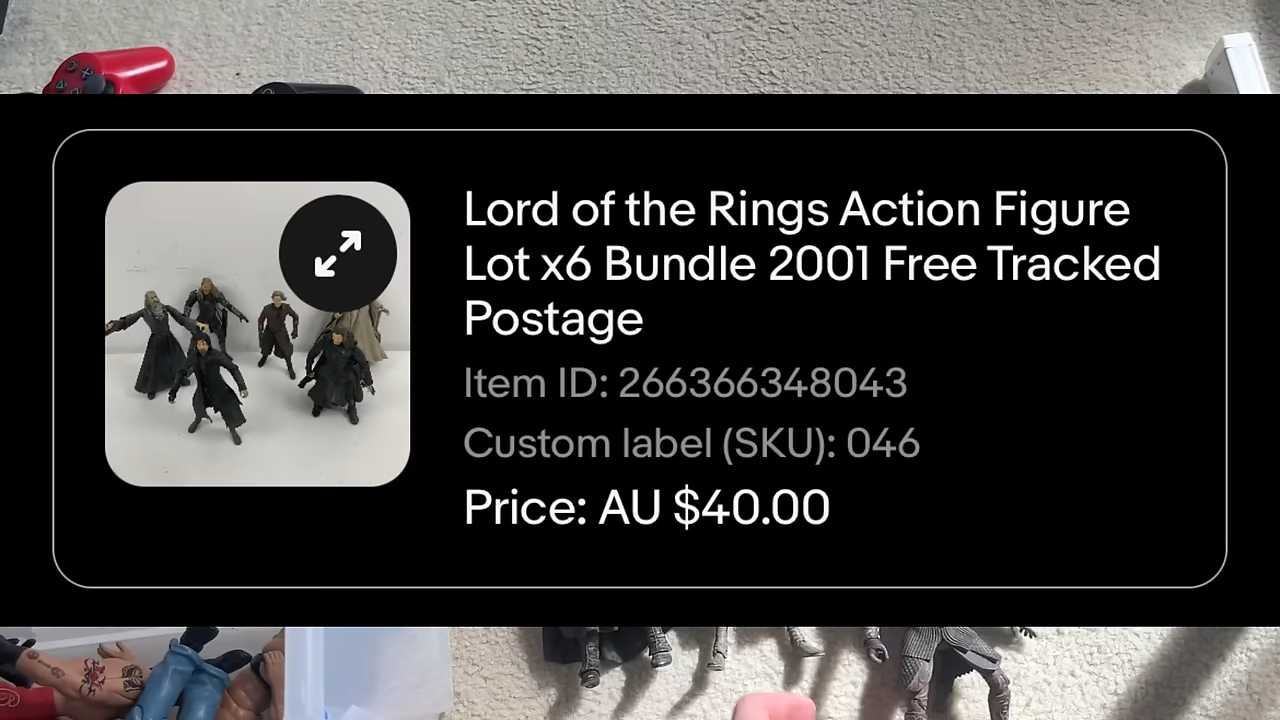 Lord of the Rings Action Figure
Lot x6 Bundle 2001 Free Tracked
Postage
Item ID: 266366348043
Custom label (SKU): 046
Price: AU $40.00